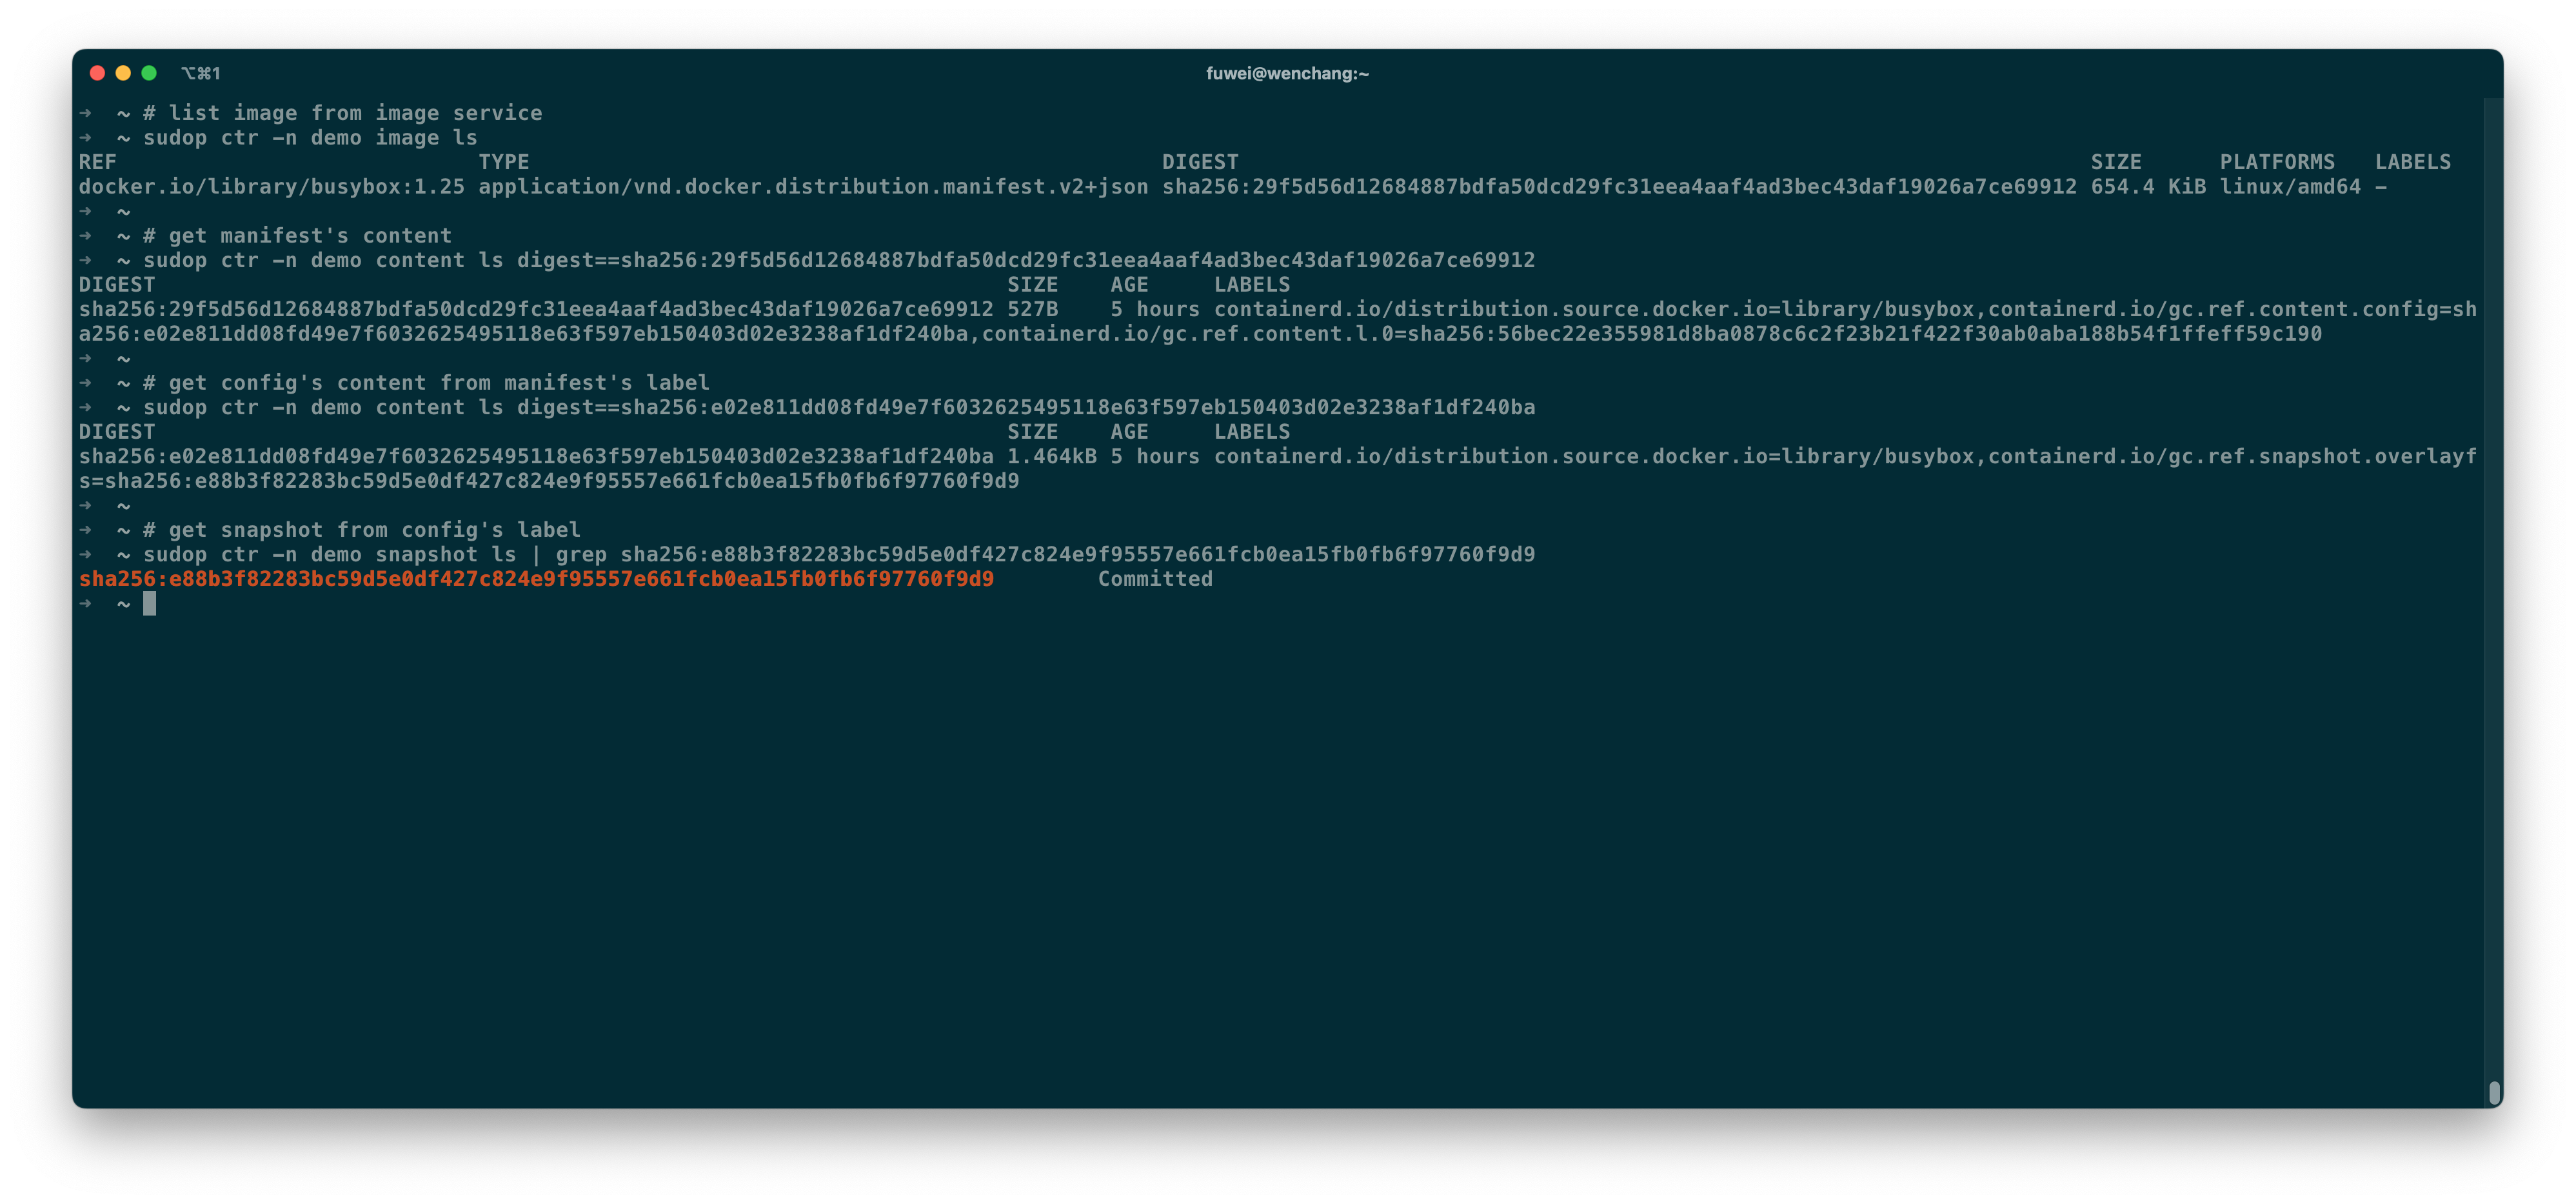 ⌥⌘1
fuwei@wenchang:~
➜  ~ # list image from image service
➜  ~ sudop ctr -n demo image ls
REF                            TYPE                                                 DIGEST                                                                  SIZE      PLATFORMS   LABELS
docker.io/library/busybox:1.25 application/vnd.docker.distribution.manifest.v2+json sha256:29f5d56d12684887bdfa50dcd29fc31eea4aaf4ad3bec43daf19026a7ce69912 654.4 KiB linux/amd64 -
➜  ~
➜  ~ # get manifest's content
➜  ~ sudop ctr -n demo content ls digest==sha256:29f5d56d12684887bdfa50dcd29fc31eea4aaf4ad3bec43daf19026a7ce69912
DIGEST                                                                  SIZE    AGE     LABELS
sha256:29f5d56d12684887bdfa50dcd29fc31eea4aaf4ad3bec43daf19026a7ce69912 527B    5 hours containerd.io/distribution.source.docker.io=library/busybox,containerd.io/gc.ref.content.config=sh
a256:e02e811dd08fd49e7f6032625495118e63f597eb150403d02e3238af1df240ba,containerd.io/gc.ref.content.l.0=sha256:56bec22e355981d8ba0878c6c2f23b21f422f30ab0aba188b54f1ffeff59c190
➜  ~
➜  ~ # get config's content from manifest's label
➜  ~ sudop ctr -n demo content ls digest==sha256:e02e811dd08fd49e7f6032625495118e63f597eb150403d02e3238af1df240ba
DIGEST                                                                  SIZE    AGE     LABELS
sha256:e02e811dd08fd49e7f6032625495118e63f597eb150403d02e3238af1df240ba 1.464kB 5 hours containerd.io/distribution.source.docker.io=library/busybox,containerd.io/gc.ref.snapshot.overlayf
s=sha256:e88b3f82283bc59d5e0df427c824e9f95557e661fcb0ea15fb0fb6f97760f9d9
➜  ~
➜  ~ # get snapshot from config's label
➜  ~ sudop ctr -n demo snapshot ls | grep sha256:e88b3f82283bc59d5e0df427c824e9f95557e661fcb0ea15fb0fb6f97760f9d9
sha256:e88b3f82283bc59d5e0df427c824e9f95557e661fcb0ea15fb0fb6f97760f9d9        Committed
➜  ~